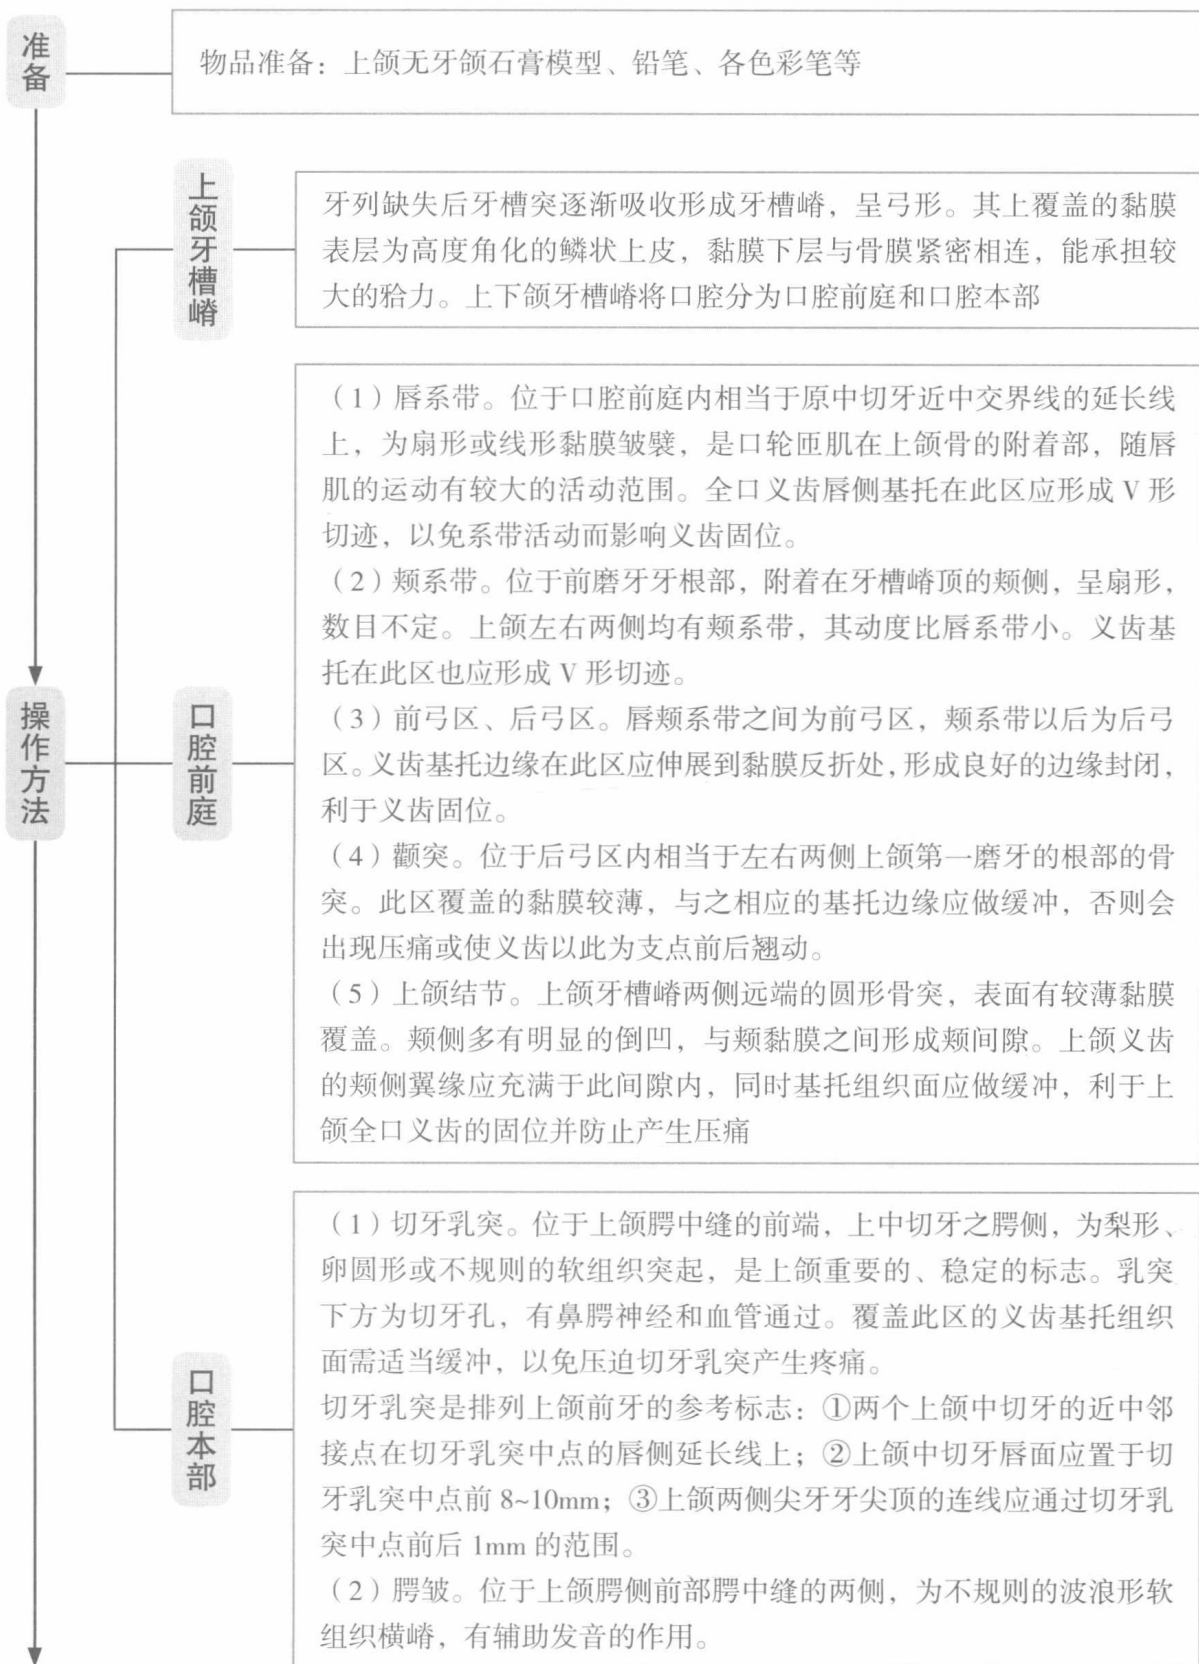 准备
物品准备：上颌无牙颌石膏模型、铅笔、各色彩笔等
上颌牙槽嵴
牙列缺失后牙槽突逐渐吸收形成牙槽嵴，呈弓形。其上覆盖的黏膜
表层为高度角化的鳞状上皮，黏膜下层与骨膜紧密相连，能承担较
大的𬌗力。上下颌牙槽嵴将口腔分为口腔前庭和口腔本部
操作方法
口腔前庭
（1）唇系带。位于口腔前庭内相当于原中切牙近中交界线的延长线
上，为扇形或线形黏膜皱襞，是口轮匝肌在上颌骨的附着部，随唇
肌的运动有较大的活动范围。全口义齿唇侧基托在此区应形成 V 形
切迹，以免系带活动而影响义齿固位。
（2）颊系带。位于前磨牙牙根部，附着在牙槽嵴顶的颊侧，呈扇形，
数目不定。上颌左右两侧均有颊系带，其动度比唇系带小。义齿基
托在此区也应形成 V 形切迹。
（3）前弓区、后弓区。唇颊系带之间为前弓区，颊系带以后为后弓
区。义齿基托边缘在此区应伸展到黏膜反折处，形成良好的边缘封闭，
利于义齿固位。
（4）颧突。位于后弓区内相当于左右两侧上颌第一磨牙的根部的骨
突。此区覆盖的黏膜较薄，与之相应的基托边缘应做缓冲，否则会
出现压痛或使义齿以此为支点前后翘动。
（5）上颌结节。上颌牙槽嵴两侧远端的圆形骨突，表面有较薄黏膜
覆盖。颊侧多有明显的倒凹，与颊黏膜之间形成颊间隙。上颌义齿
的颊侧翼缘应充满于此间隙内，同时基托组织面应做缓冲，利于上
颌全口义齿的固位并防止产生压痛
口腔本部
（1）切牙乳突。位于上颌腭中缝的前端，上中切牙之腭侧，为梨形、
卵圆形或不规则的软组织突起，是上颌重要的、稳定的标志。乳突
下方为切牙孔，有鼻腭神经和血管通过。覆盖此区的义齿基托组织
面需适当缓冲，以免压迫切牙乳突产生疼痛。
切牙乳突是排列上颌前牙的参考标志：①两个上颌中切牙的近中邻
接点在切牙乳突中点的唇侧延长线上；②上颌中切牙唇面应置于切
牙乳突中点前 8~10mm；③上颌两侧尖牙牙尖顶的连线应通过切牙乳
突中点前后 1mm 的范围。
（2）腭皱。位于上颌腭侧前部腭中缝的两侧，为不规则的波浪形软
组织横嵴，有辅助发音的作用。